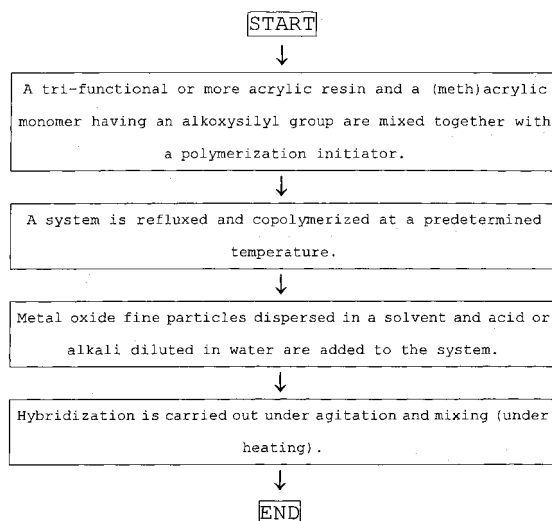 START
A tri-functional or more acrylic resin and a (meth)acrylic
monomer having an alkoxysilyl group are mixed together with
a polymerization initiator.
A system is refluxed and copolymerized at a predetermined
temperature.
Metal oxide fine particles dispersed in a solvent and acid or
alkali diluted in water are added to the system.
Hybridization is carried out under agitation and mixing (under
heating).
END